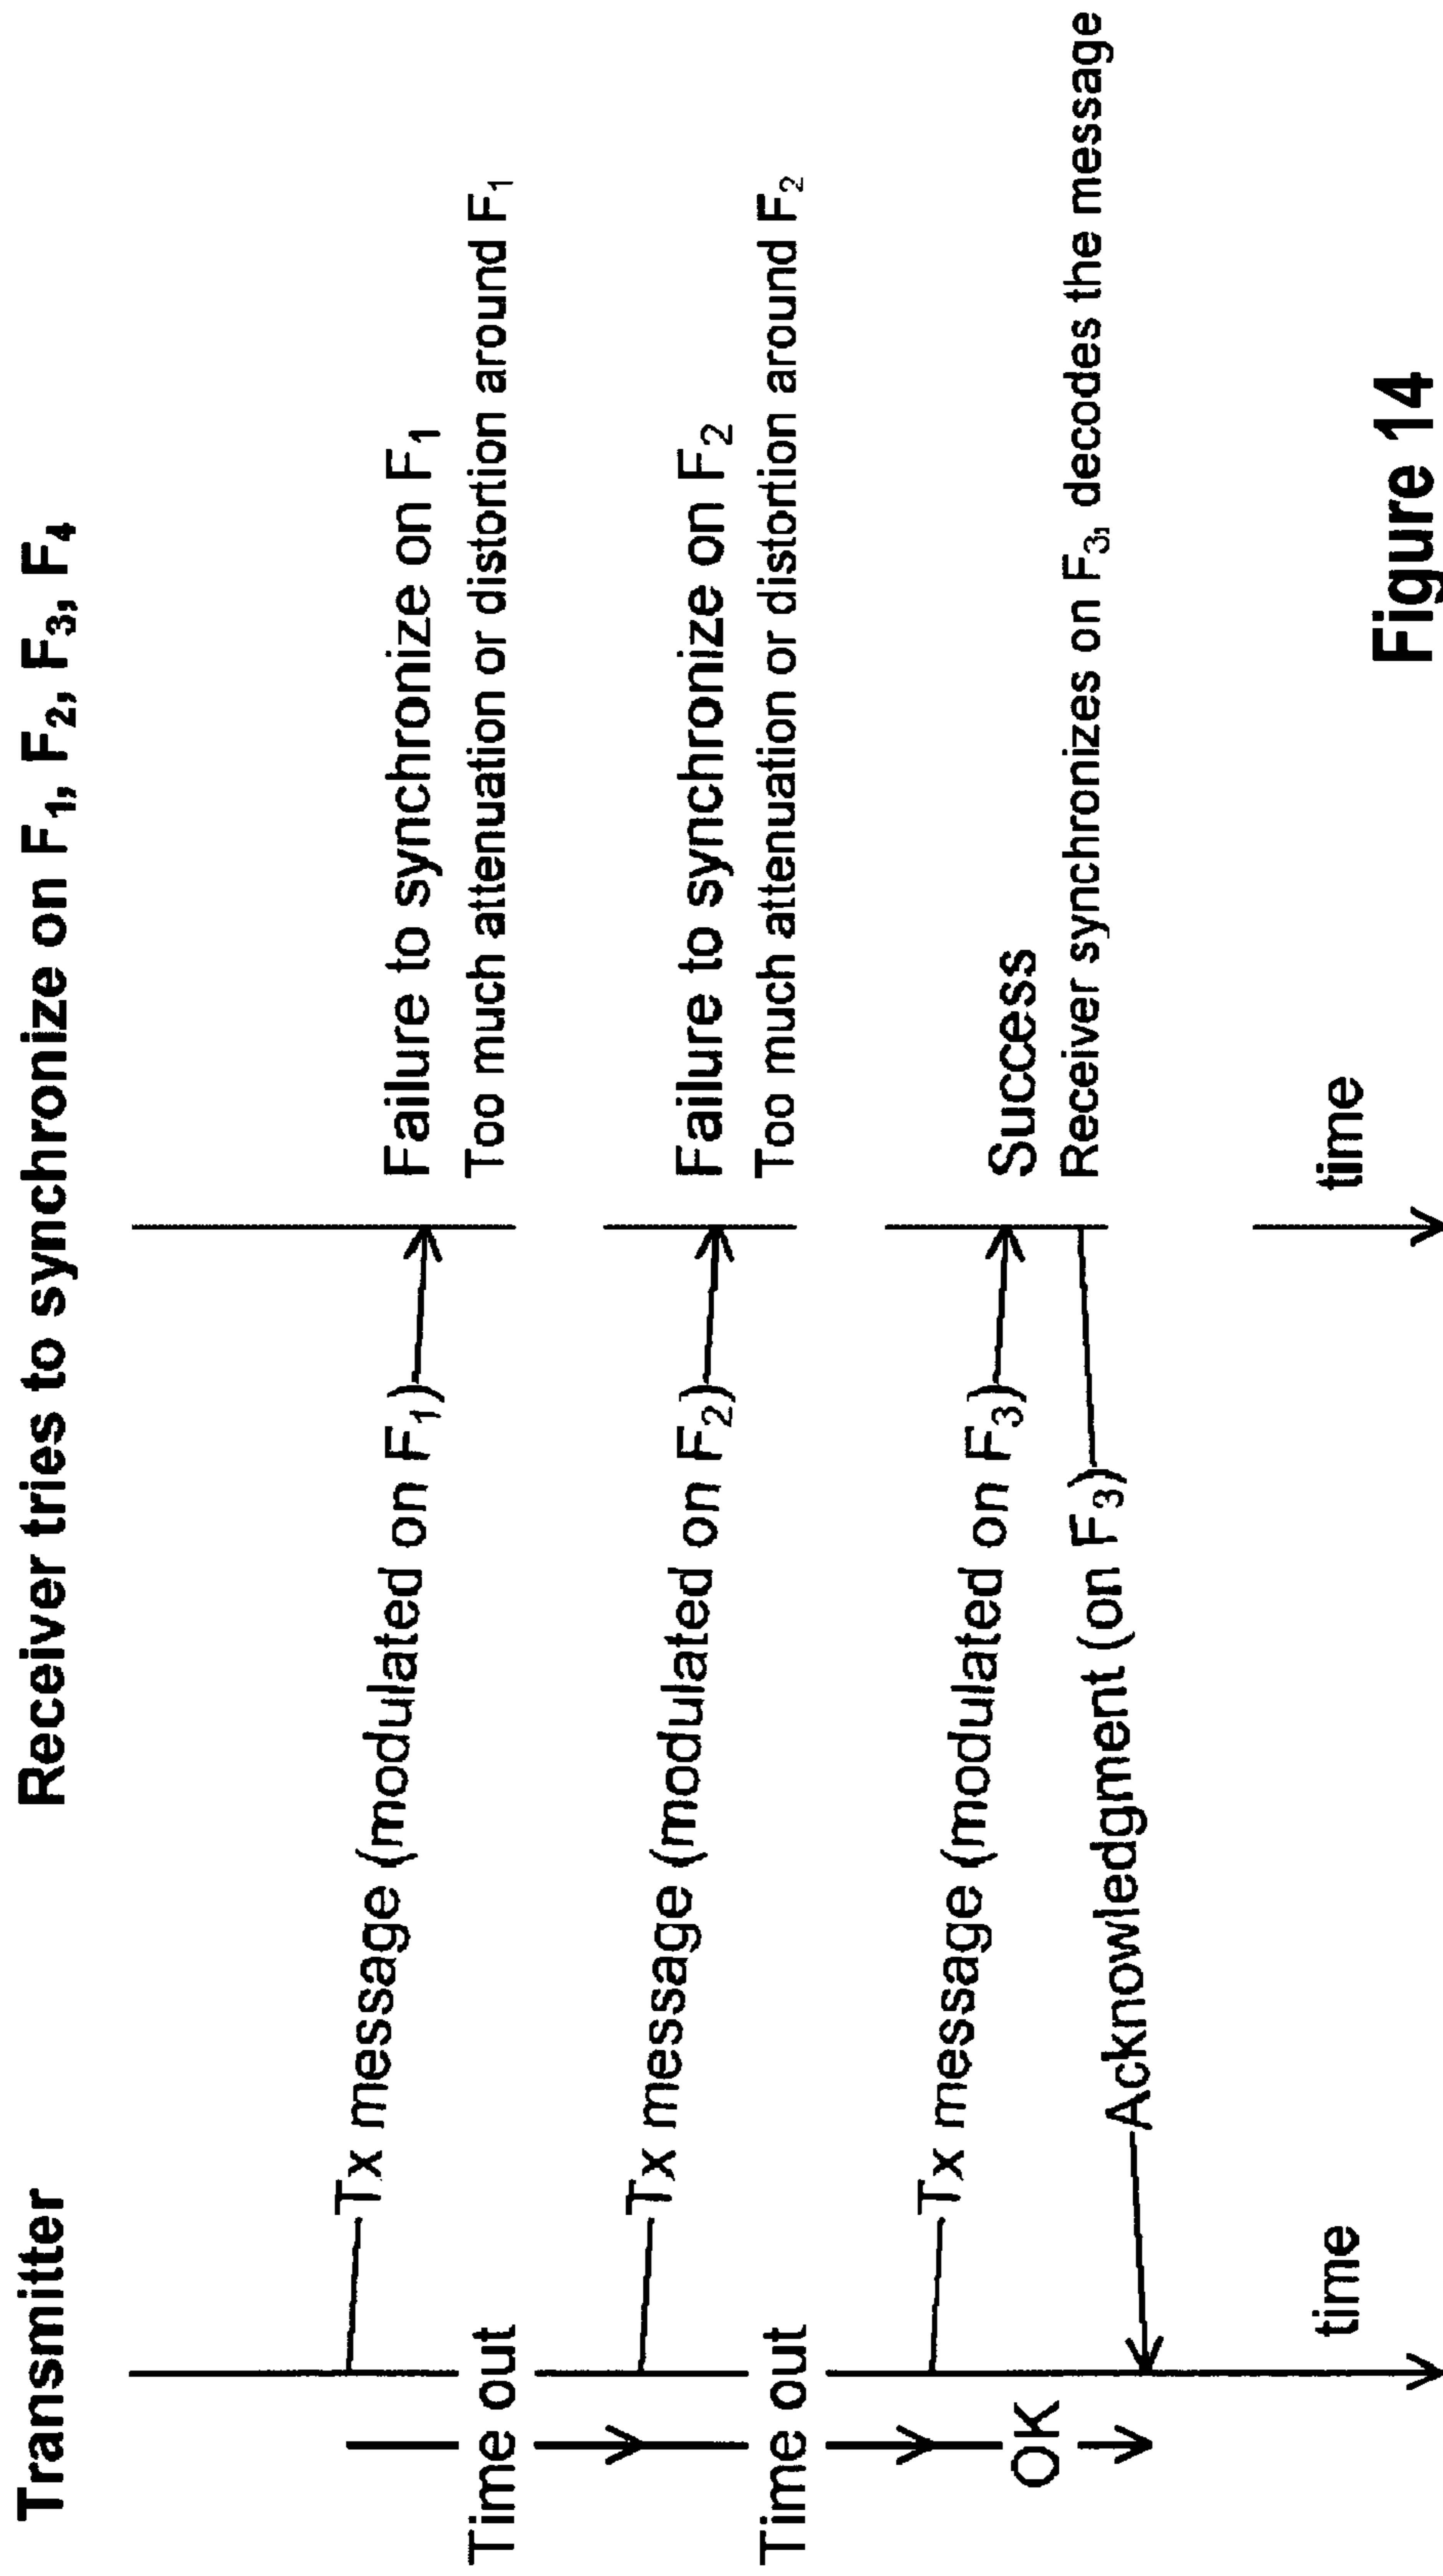 Transmitter
Receiver tries to synchronize on F₁, F₂, F₃, F₄
Tx message (modulated on F₁)
Failure to synchronize on F₁
Too much attenuation or distortion around F₁
Time out
Tx message (modulated on F₂)
Failure to synchronize on F₂
Too much attenuation or distortion around F₂
Time out
Tx message (modulated on F₃)
Success
Receiver synchronizes on F₃, decodes the message
OK
Acknowledgment (on F₃)
time
time
Figure 14